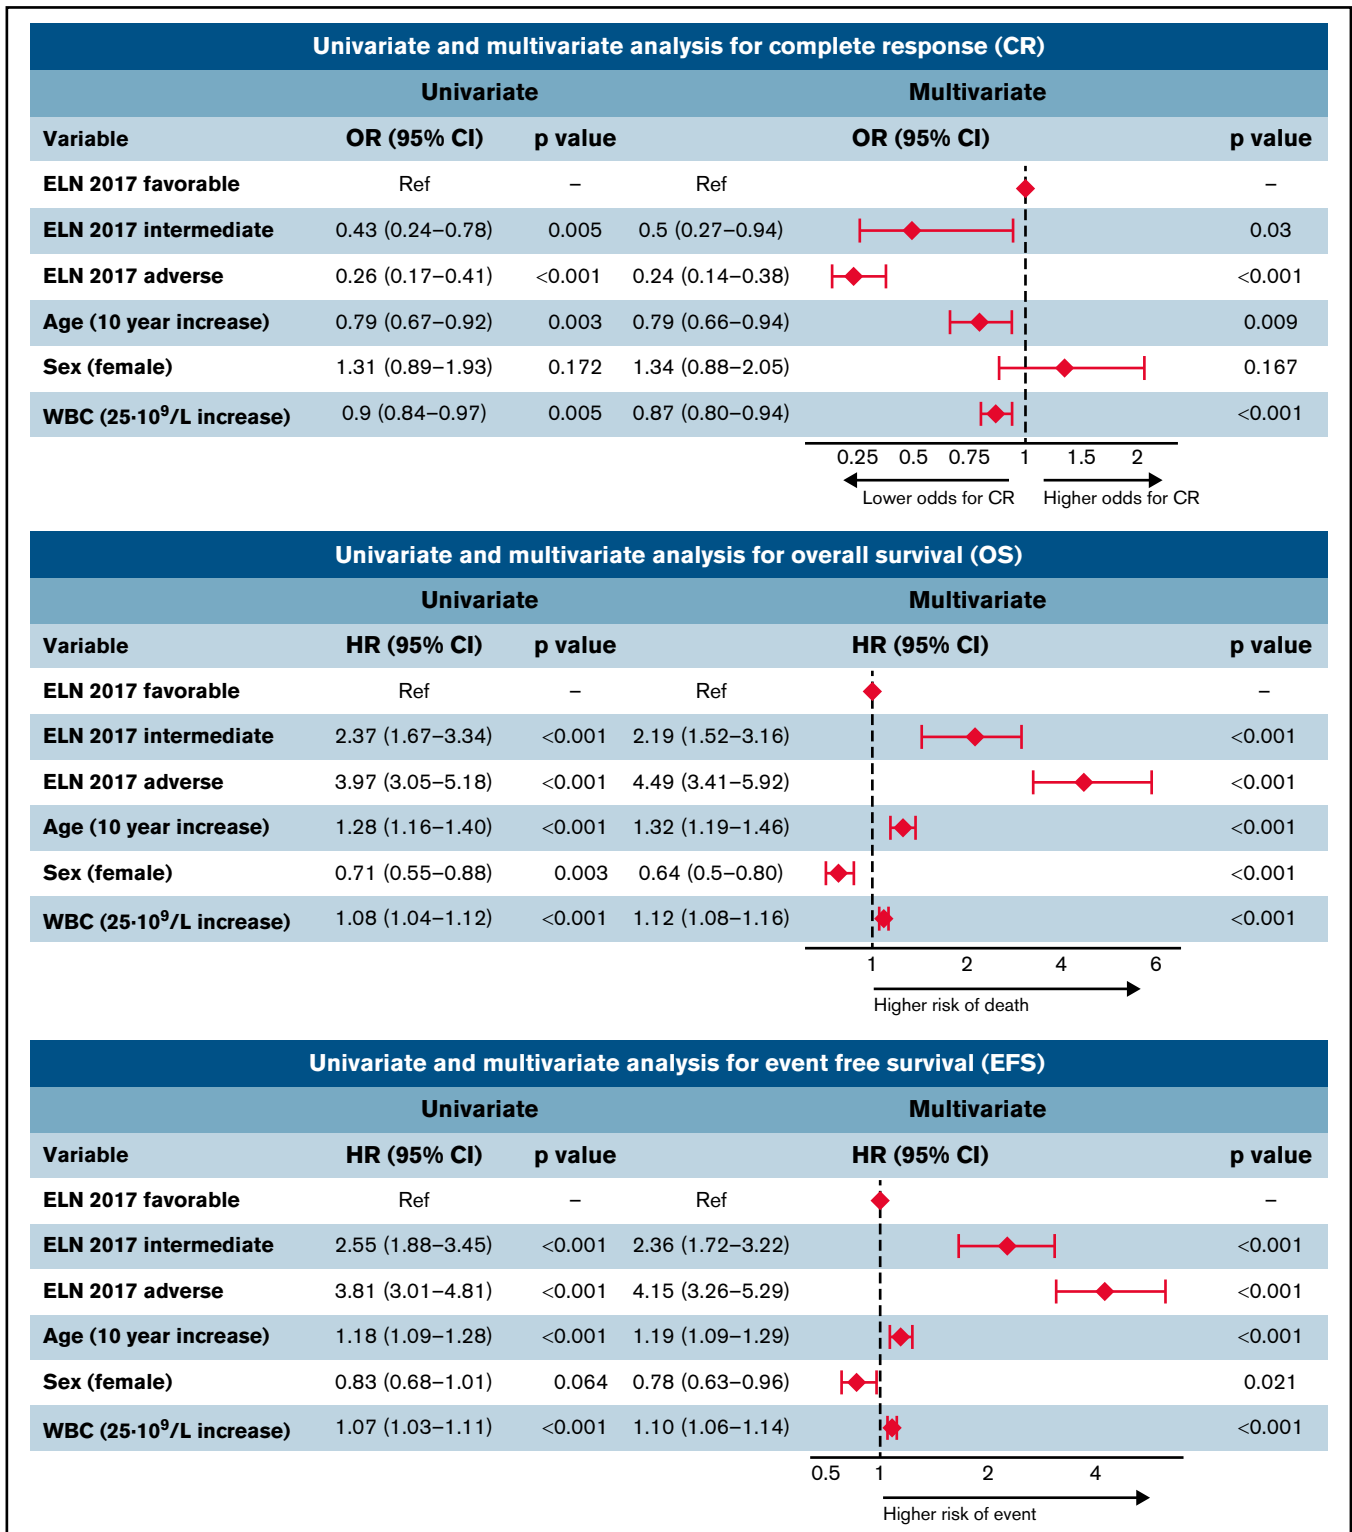 Univariate and multivariate analysis for complete response (CR)
Univariate Multivariate
Variable OR (95% CI) p value OR (95% CI) p value
ELN 2017 favorable Ref – Ref –
ELN 2017 intermediate 0.43 (0.24–0.78) 0.005 0.5 (0.27–0.94) 0.03
ELN 2017 adverse 0.26 (0.17–0.41) <0.001 0.24 (0.14–0.38) <0.001
Age (10 year increase) 0.79 (0.67–0.92) 0.003 0.79 (0.66–0.94) 0.009
Sex (female) 1.31 (0.89–1.93) 0.172 1.34 (0.88–2.05) 0.167
WBC (25·10⁹/L increase) 0.9 (0.84–0.97) 0.005 0.87 (0.80–0.94) <0.001
0.25 0.5 0.75 1 1.5 2
Lower odds for CR Higher odds for CR
Univariate and multivariate analysis for overall survival (OS)
Univariate Multivariate
Variable HR (95% CI) p value HR (95% CI) p value
ELN 2017 favorable Ref – Ref –
ELN 2017 intermediate 2.37 (1.67–3.34) <0.001 2.19 (1.52–3.16) <0.001
ELN 2017 adverse 3.97 (3.05–5.18) <0.001 4.49 (3.41–5.92) <0.001
Age (10 year increase) 1.28 (1.16–1.40) <0.001 1.32 (1.19–1.46) <0.001
Sex (female) 0.71 (0.55–0.88) 0.003 0.64 (0.5–0.80) <0.001
WBC (25·10⁹/L increase) 1.08 (1.04–1.12) <0.001 1.12 (1.08–1.16) <0.001
1 2 4 6
Higher risk of death
Univariate and multivariate analysis for event free survival (EFS)
Univariate Multivariate
Variable HR (95% CI) p value HR (95% CI) p value
ELN 2017 favorable Ref – Ref –
ELN 2017 intermediate 2.55 (1.88–3.45) <0.001 2.36 (1.72–3.22) <0.001
ELN 2017 adverse 3.81 (3.01–4.81) <0.001 4.15 (3.26–5.29) <0.001
Age (10 year increase) 1.18 (1.09–1.28) <0.001 1.19 (1.09–1.29) <0.001
Sex (female) 0.83 (0.68–1.01) 0.064 0.78 (0.63–0.96) 0.021
WBC (25·10⁹/L increase) 1.07 (1.03–1.11) <0.001 1.10 (1.06–1.14) <0.001
0.5 1 2 4
Higher risk of event